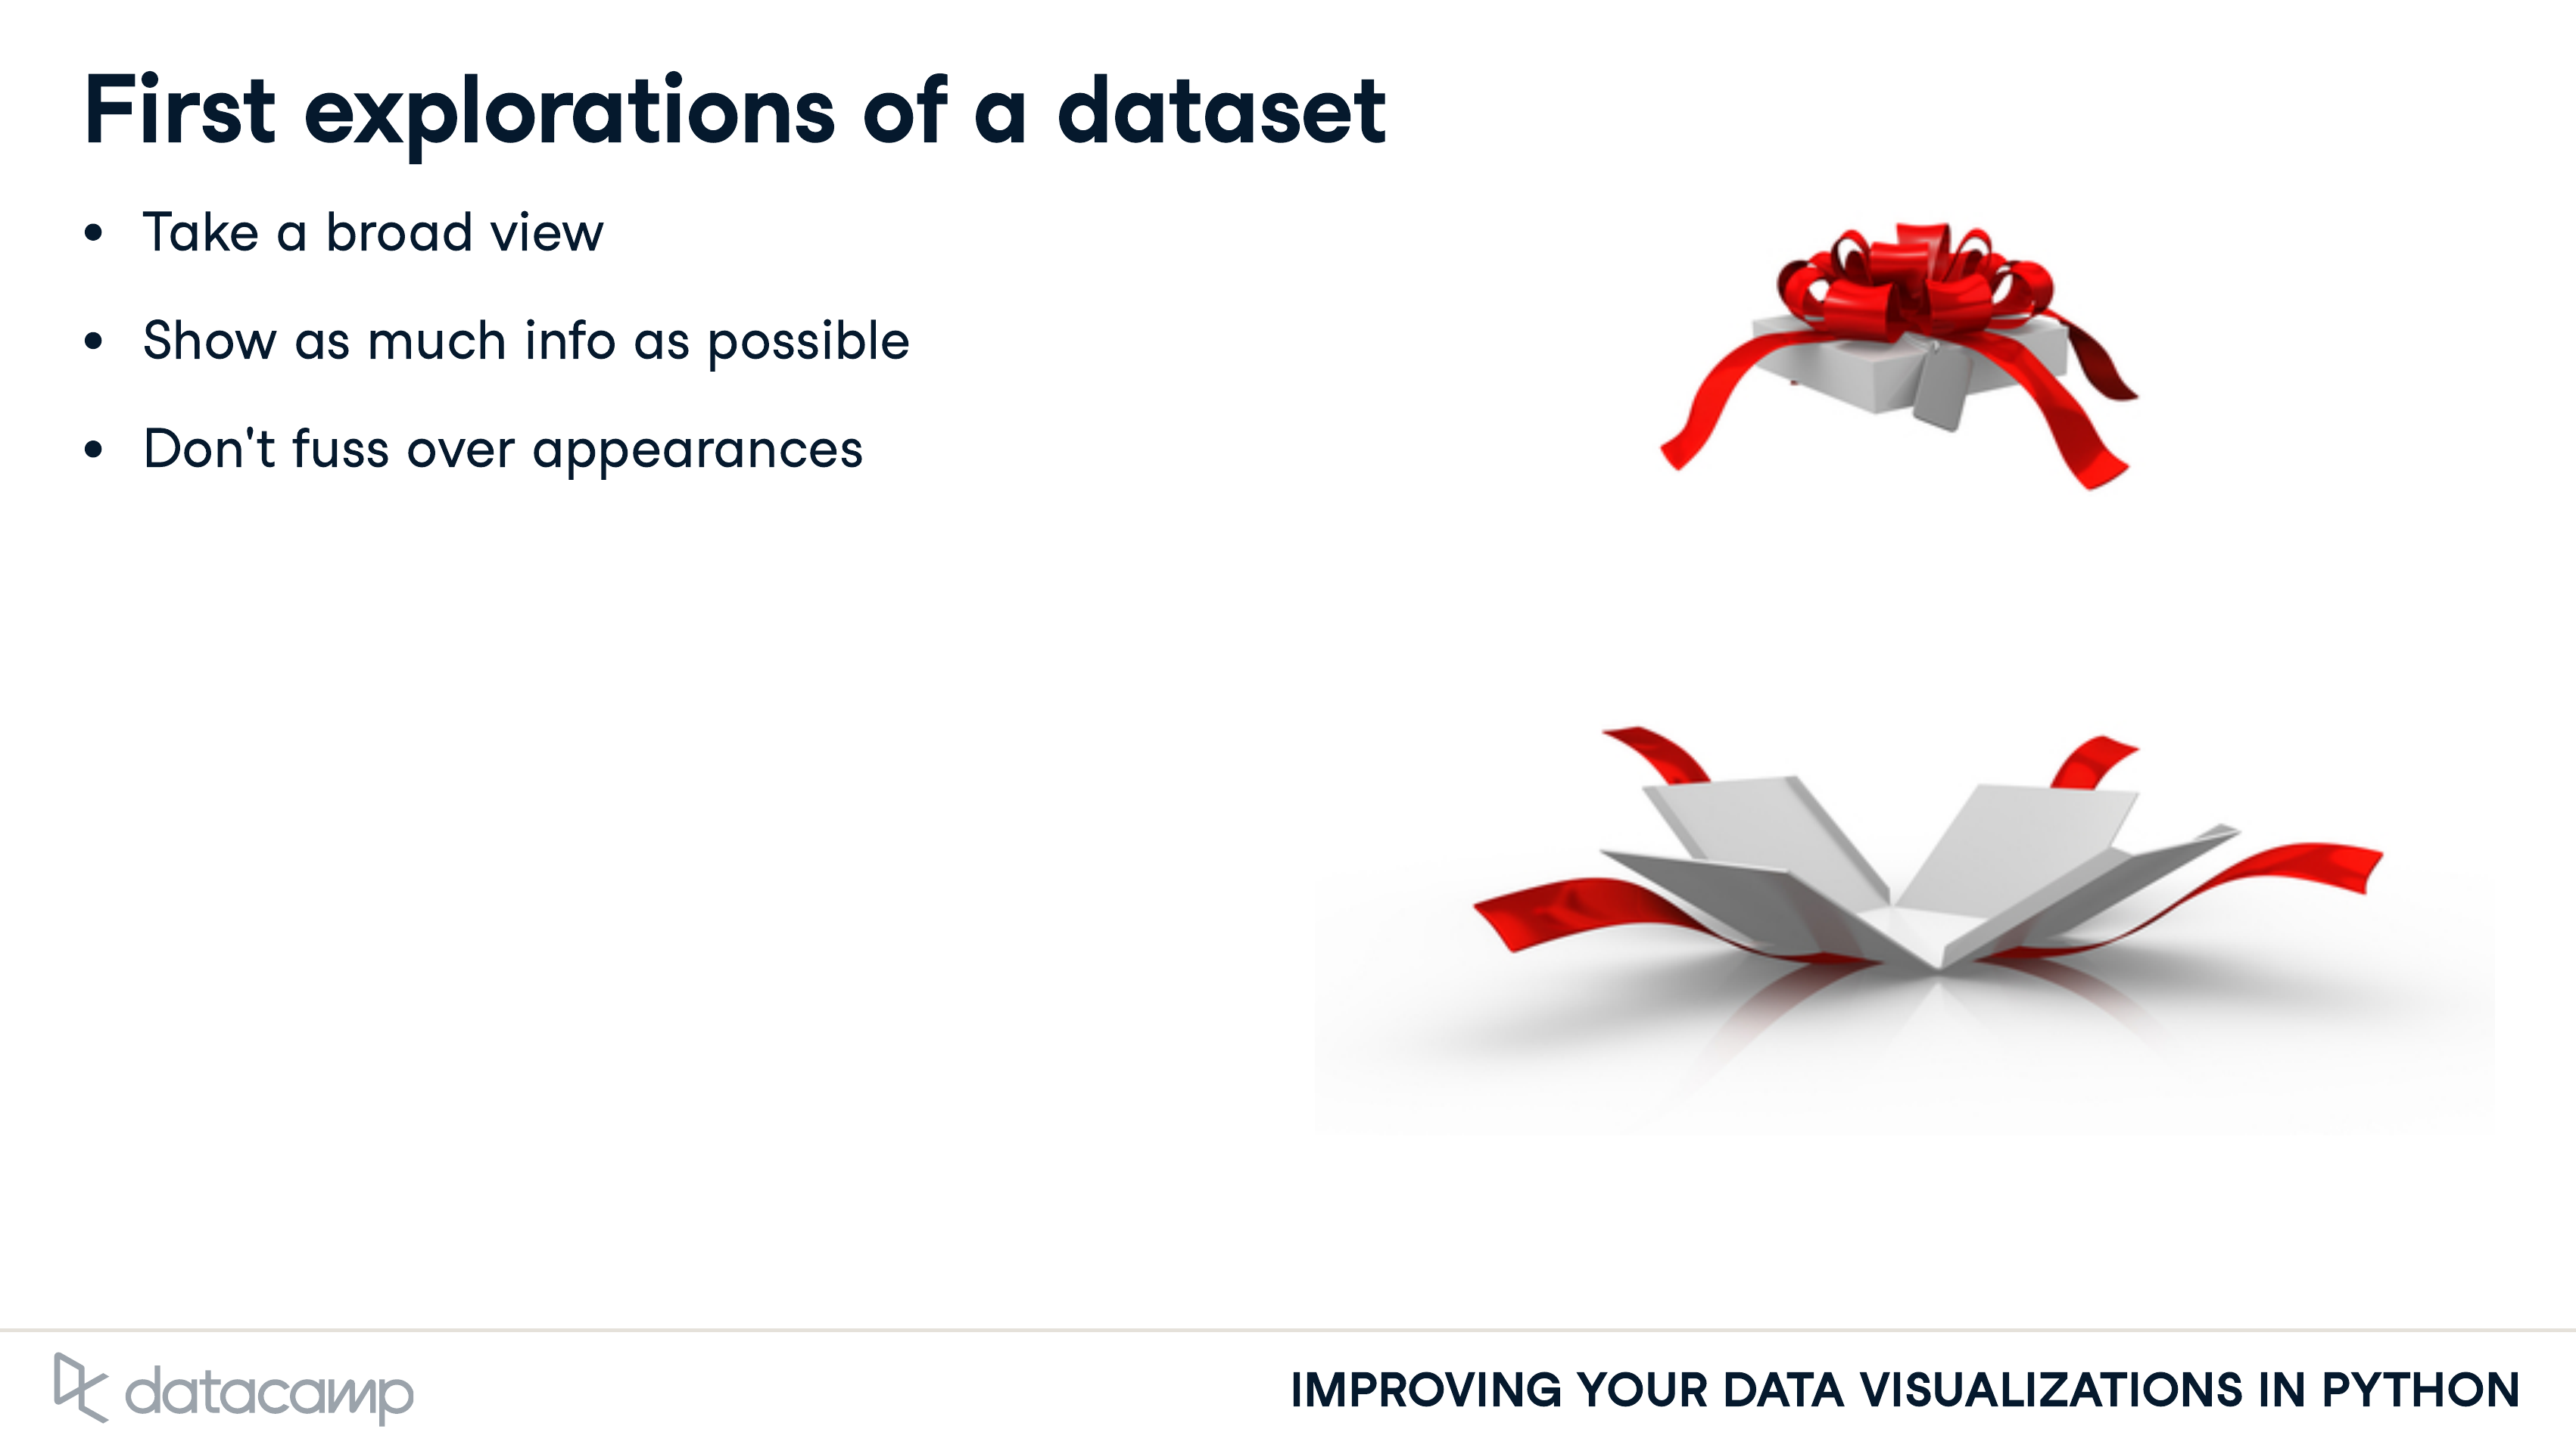 First explorations of a dataset
• Take a broad view
• Show as much info as possible
• Don't fuss over appearances
datacamp
IMPROVING YOUR DATA VISUALIZATIONS IN PYTHON